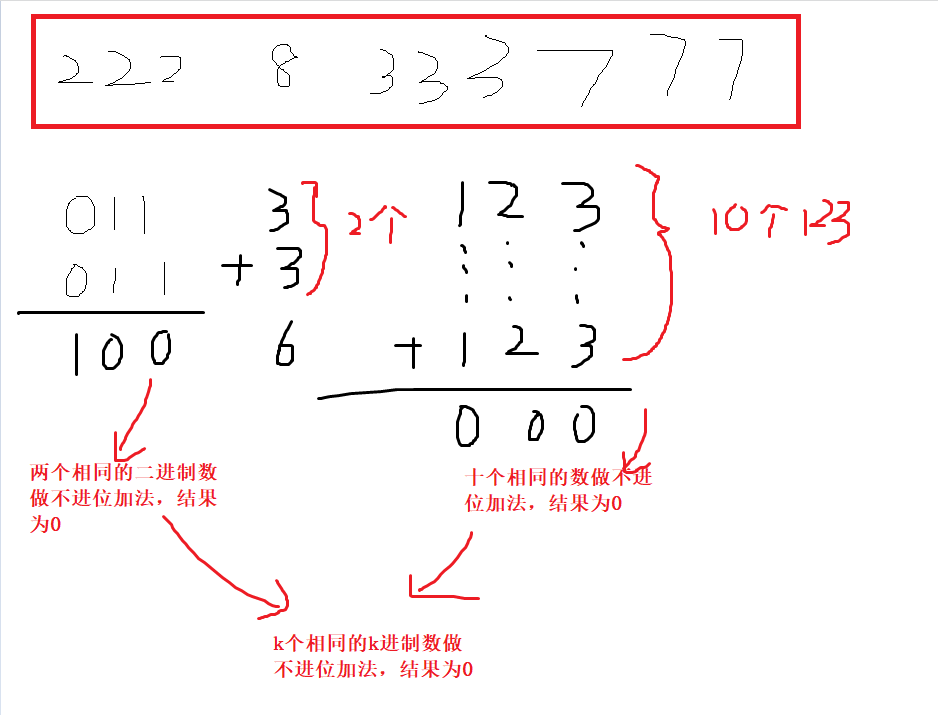 222 8 333 777
011 3 2个 123 10个123
011 +3 ⋮⋮⋮
100 6 +123
000
两个相同的二进制数
做不进位加法，结果
为0
十个相同的数做不进
位加法，结果为0
k个相同的k进制数做
不进位加法，结果为0